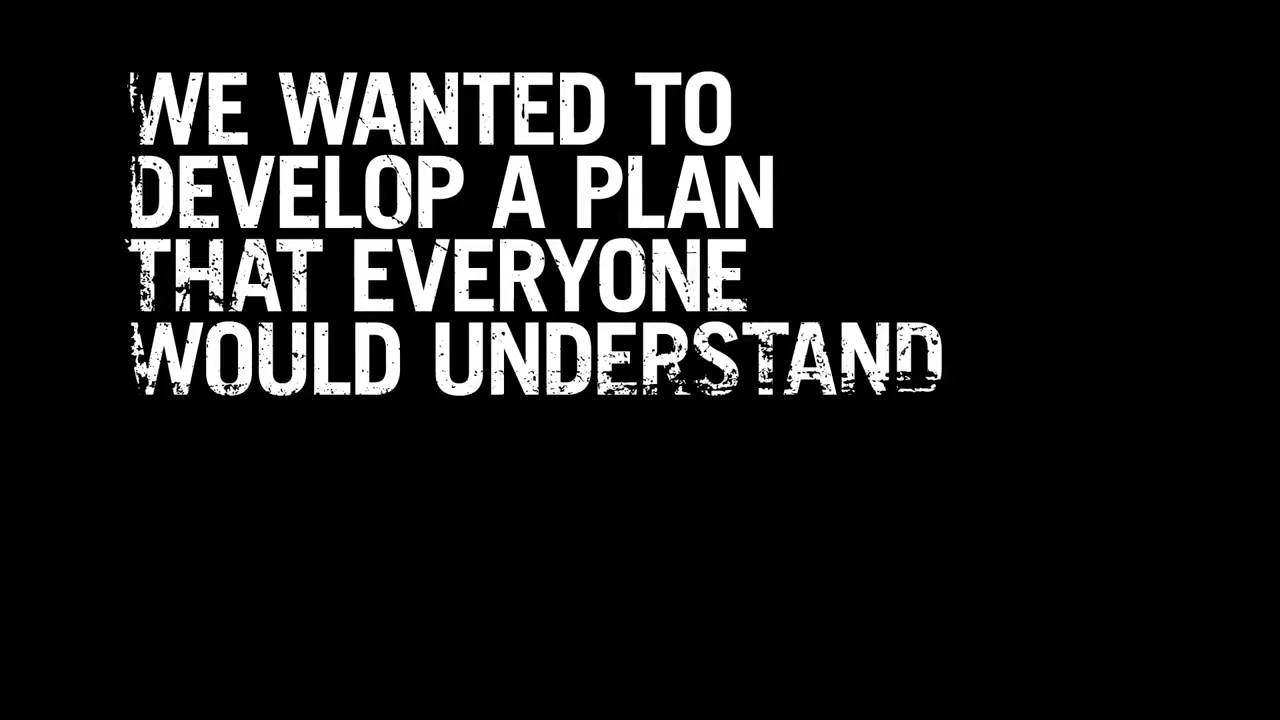 WE WANTED TO
DEVELOP A PLAN
THAT EVERYONE
WOULD UNDERSTAND